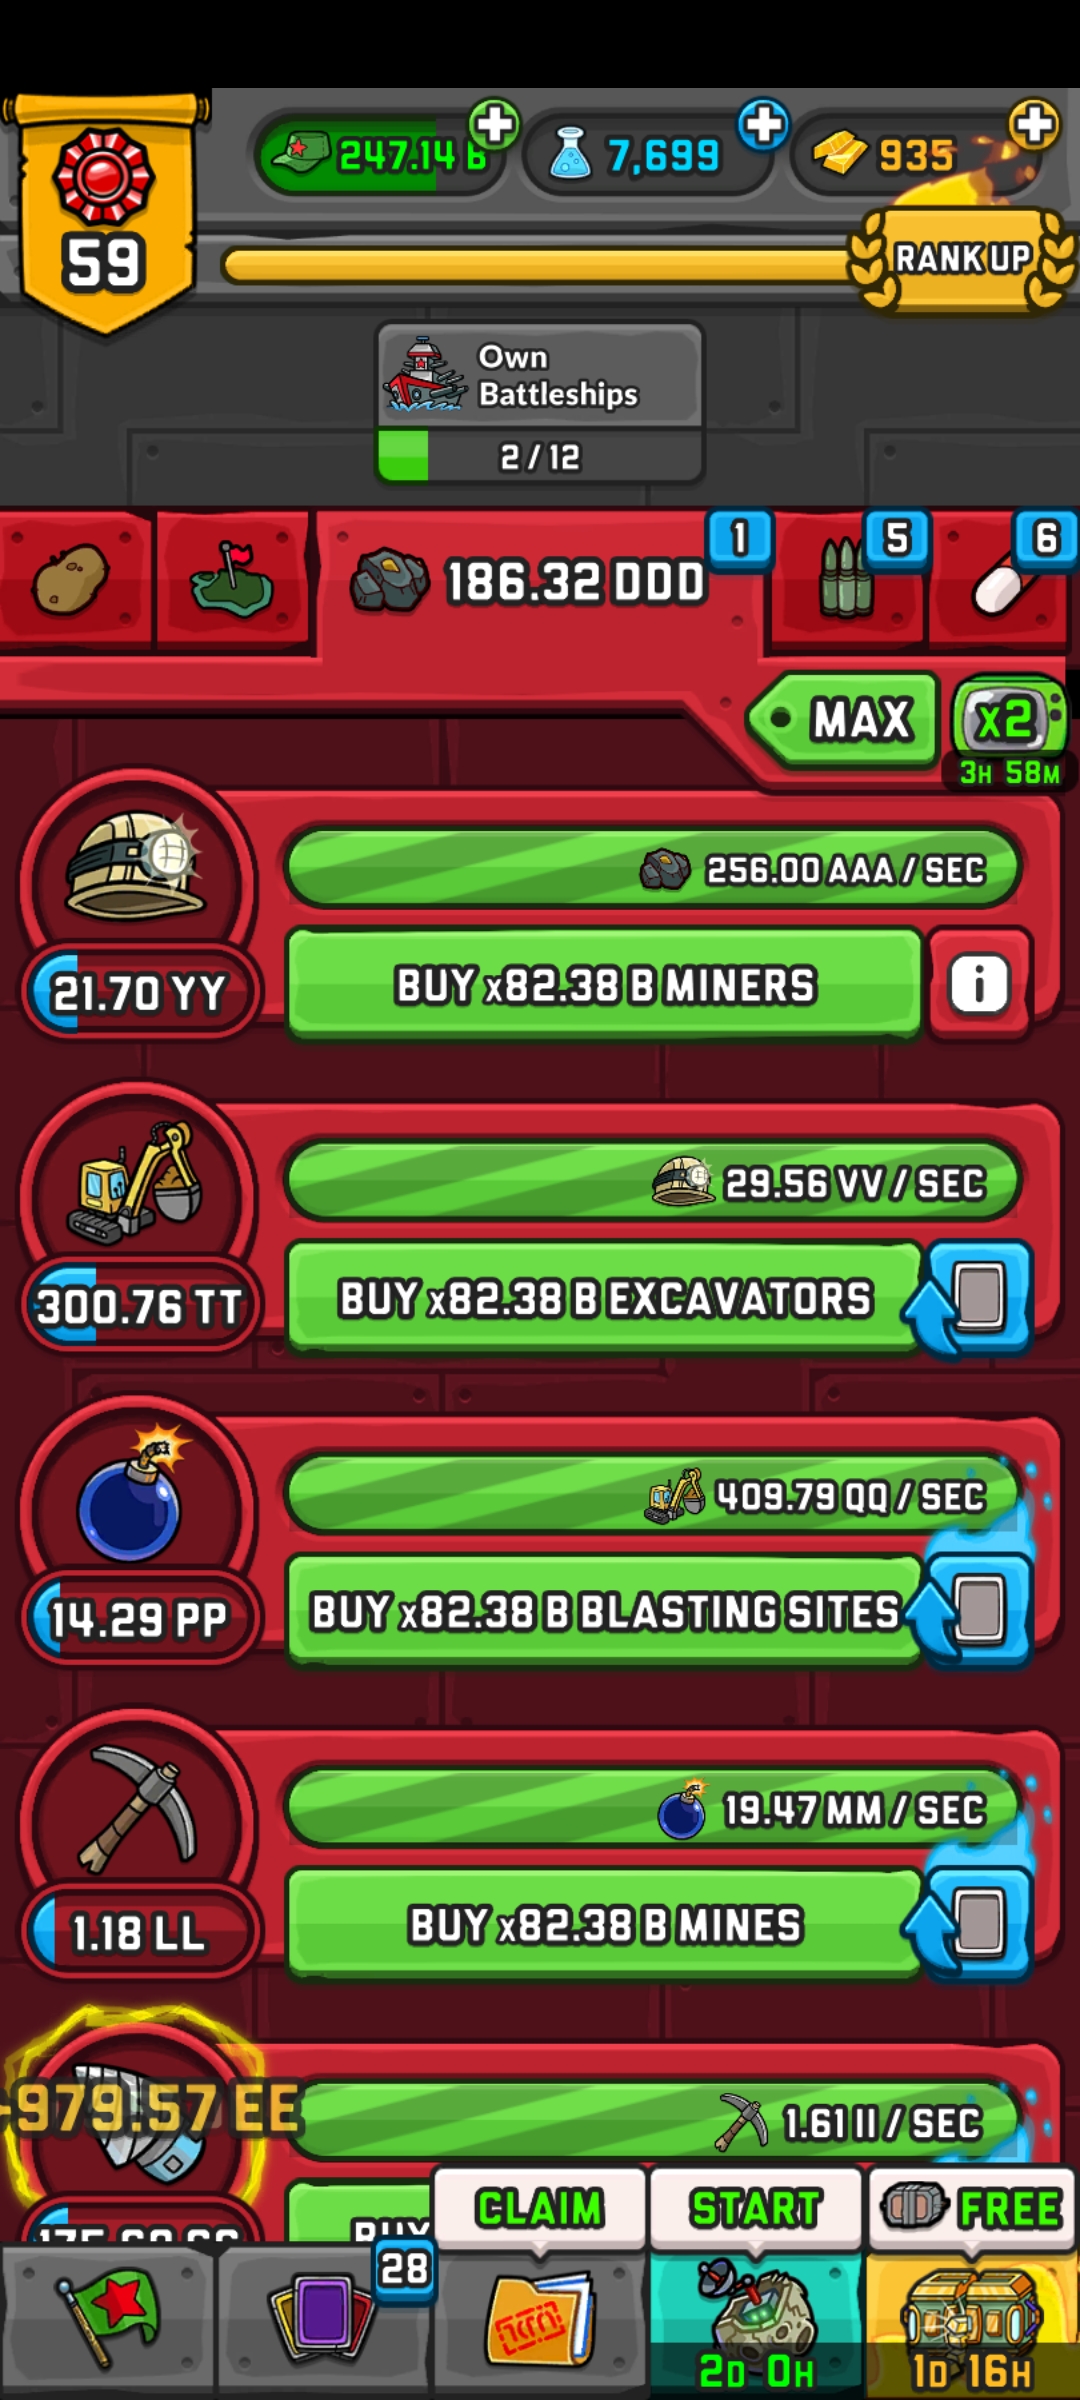 247.14 B
7,699
935
59
RANK UP
Own
Battleships
2 / 12
186.32 DDD
1
5
6
MAX
x2
3H 58M
256.00 AAA / SEC
21.70 YY
BUY x82.38 B MINERS
i
29.56 VV / SEC
300.76 TT
BUY x82.38 B EXCAVATORS
409.79 QQ / SEC
14.29 PP
BUY x82.38 B BLASTING SITES
19.47 MM / SEC
1.18 LL
BUY x82.38 B MINES
979.57 EE
1.61 II / SEC
BUY
CLAIM
START
FREE
28
2D 0H
1D 16H